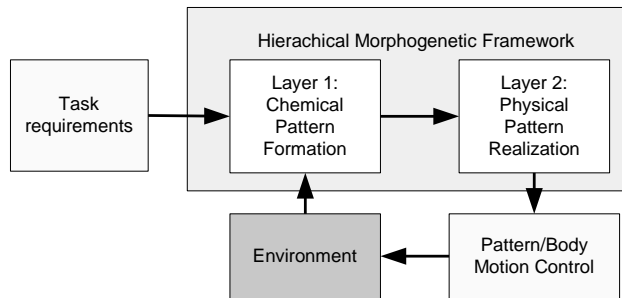 Hierachical Morphogenetic Framework
Task
requirements
Layer 1:
Chemical
Pattern
Formation
Layer 2:
Physical
Pattern
Realization
Environment
Pattern/Body
Motion Control